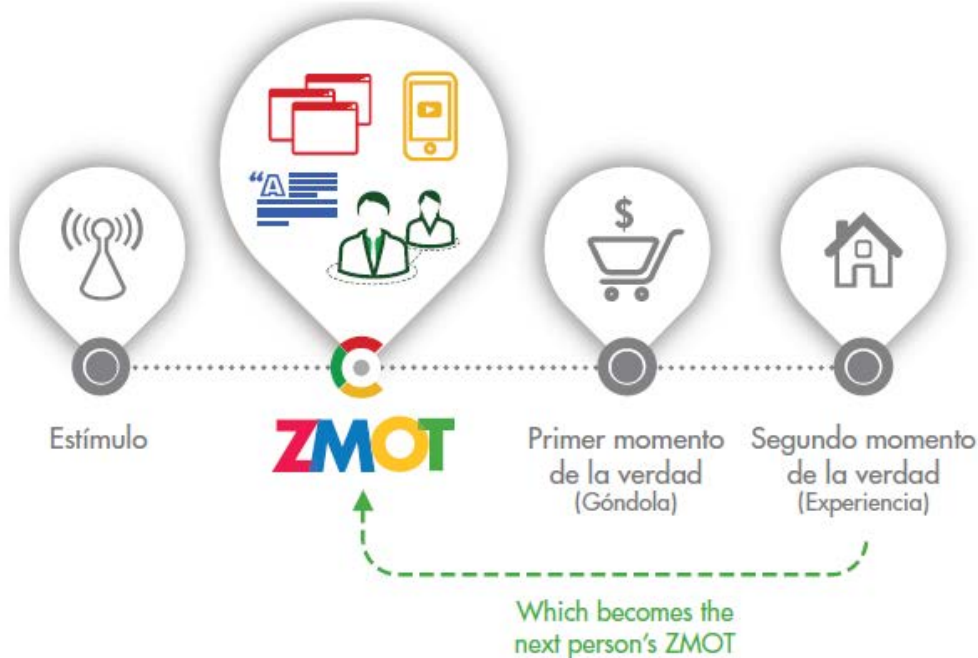 “A
$
Estímulo
ZMOT
Primer momento
de la verdad
(Góndola)
Segundo momento
de la verdad
(Experiencia)
Which becomes the
next person's ZMOT